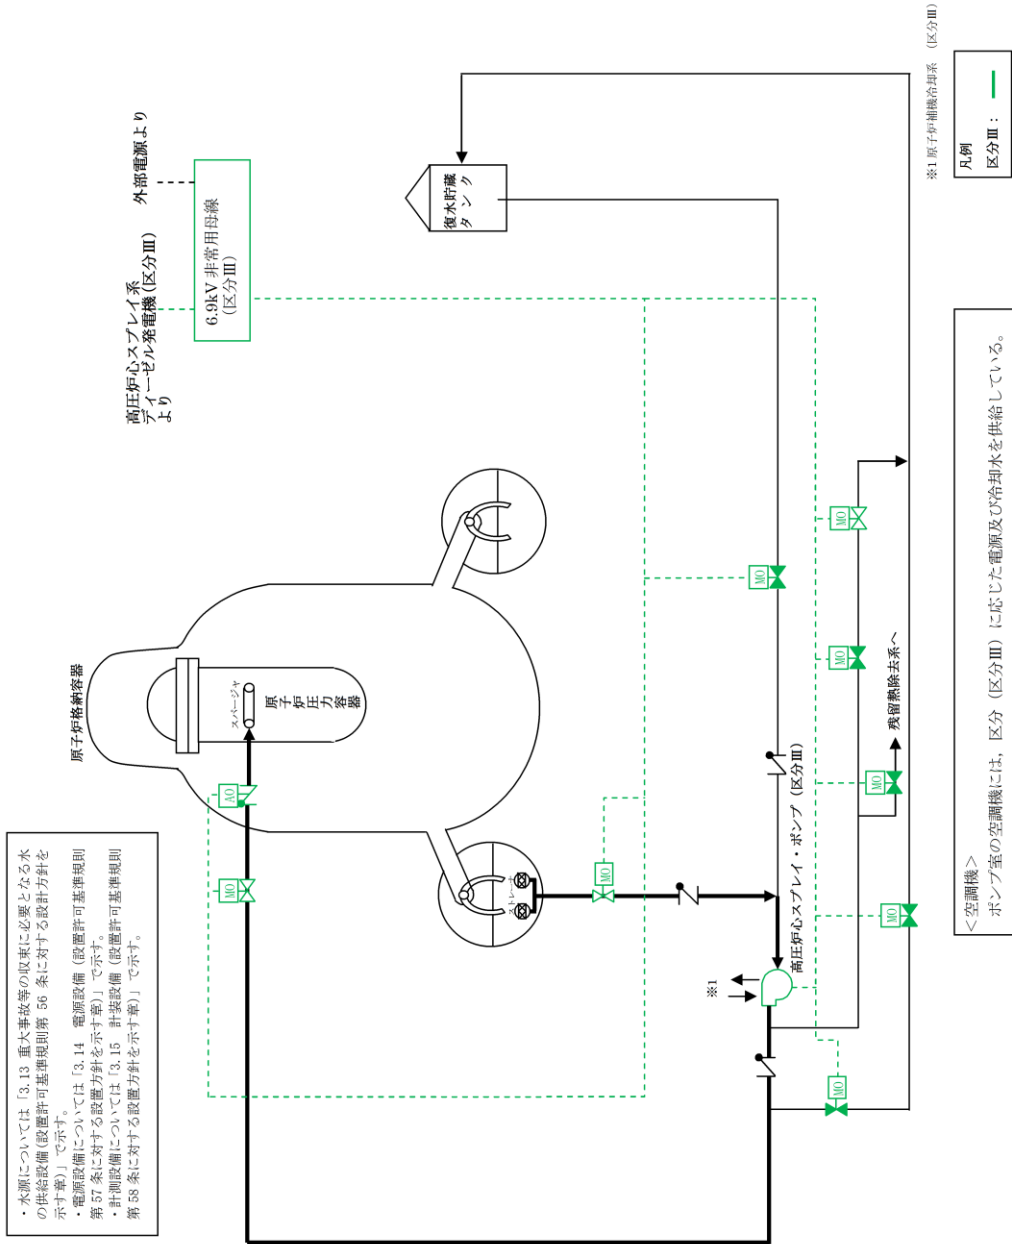 ・水源については「3.13 重大事故等の収束に必要となる水
の供給設備(設置許可基準規則第 56 条に対する設計方針を
示す章)」で示す。
・電源設備については「3.14 電源設備 (設置許可基準規則
第 57 条に対する設置方針を示す章)」で示す。
・計測設備については「3.15 計装設備 (設置許可基準規則
第 58 条に対する設置方針を示す章)」で示す。
原子炉格納容器
高圧炉心スプレイ系
ディーゼル発電機(区分Ⅲ)
より
外部電源より
6.9kV 非常用母線
(区分Ⅲ)
AO
MO
スパージャ
原子炉圧力容器
復水貯蔵
タンク
ストレーナ
MO
MO
※1
高圧炉心スプレイ・ポンプ (区分Ⅲ)
MO
MO
MO
残留熱除去系へ
MO
MO
※1 原子炉補機冷却系 (区分Ⅲ)
<空調機>
ポンプ室の空調機には，区分 (区分Ⅲ) に応じた電源及び冷却水を供給している。
凡例
区分Ⅲ：